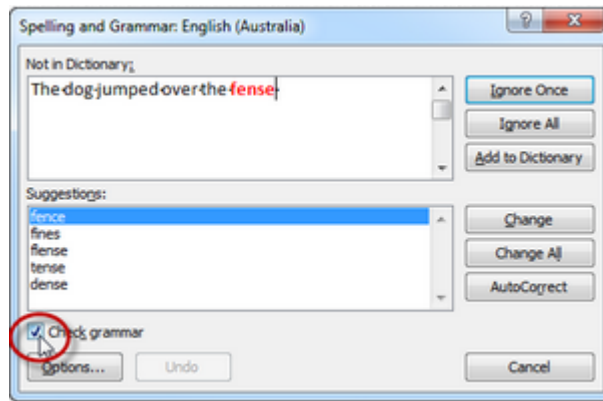 Spelling and Grammar: English (Australia)
Not in Dictionary:
The·dog·jumped·over·the·fense·
Ignore Once
Ignore All
Add to Dictionary
Suggestions:
fence
fines
flense
tense
dense
Change
Change All
AutoCorrect
Check grammar
Options...
Undo
Cancel